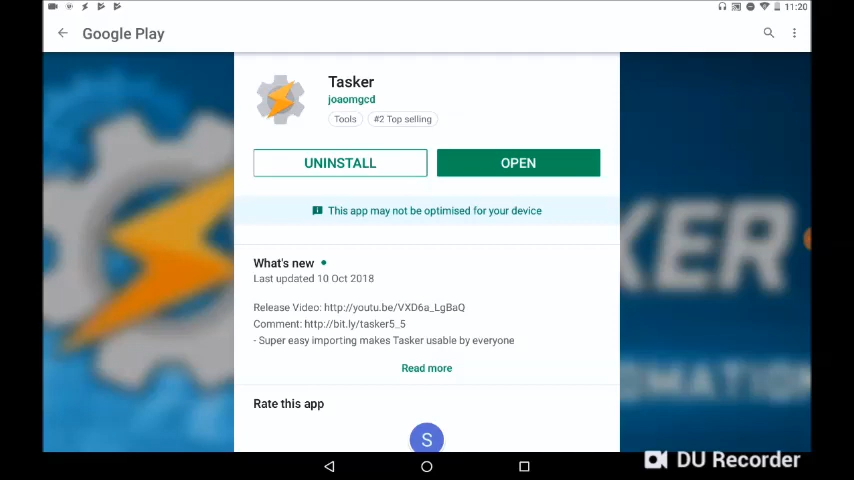 11:20
Google Play
Tasker
joaomgcd
Tools
#2 Top selling
UNINSTALL
OPEN
This app may not be optimised for your device
What's new
Last updated 10 Oct 2018
Release Video: http://youtu.be/VXD6a_LgBaQ
Comment: http://bit.ly/tasker5_5
- Super easy importing makes Tasker usable by everyone
Read more
Rate this app
S
KER
OMATION
DU Recorder